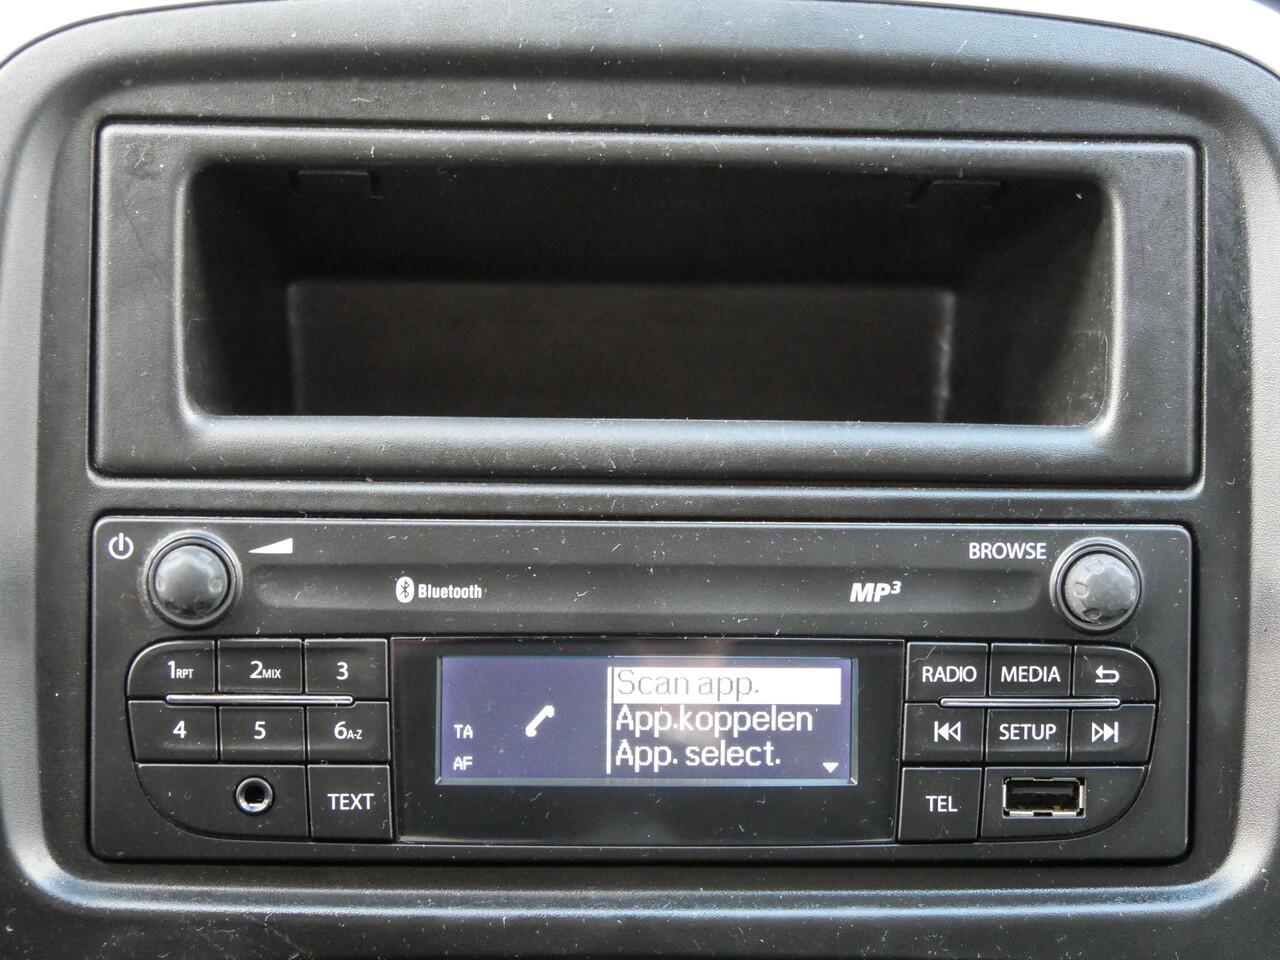 BROWSE
Bluetooth
MP3
1RPT 2MIX 3
4 5 6A-Z
TEXT
TA
AF
Scan app.
App.koppelen
App. select.
RADIO MEDIA
SETUP
TEL